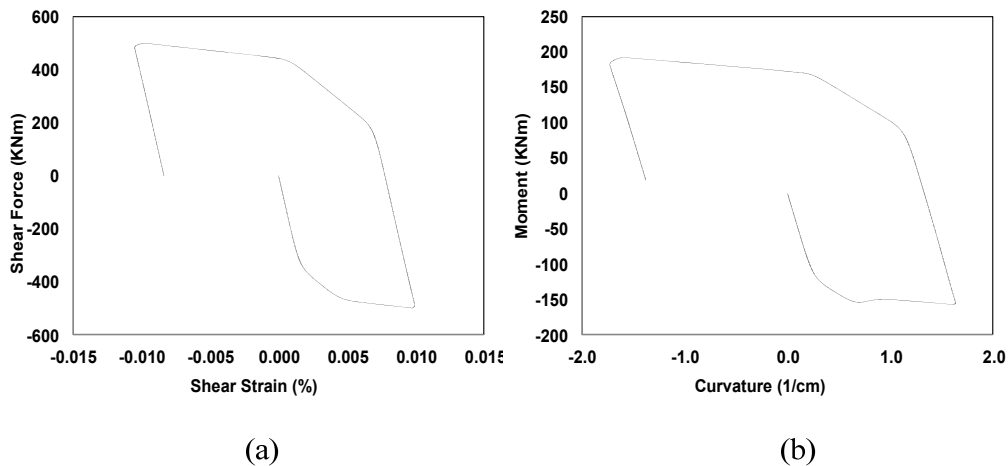 600
400
200
0
-200
-400
-600
-0.015 -0.010 -0.005 0.000 0.005 0.010 0.015
Shear Force (KNm)
Shear Strain (%)
(a)
250
200
150
100
50
0
-50
-100
-150
-200
-2.0 -1.0 0.0 1.0 2.0
Moment (KNm)
Curvature (1/cm)
(b)